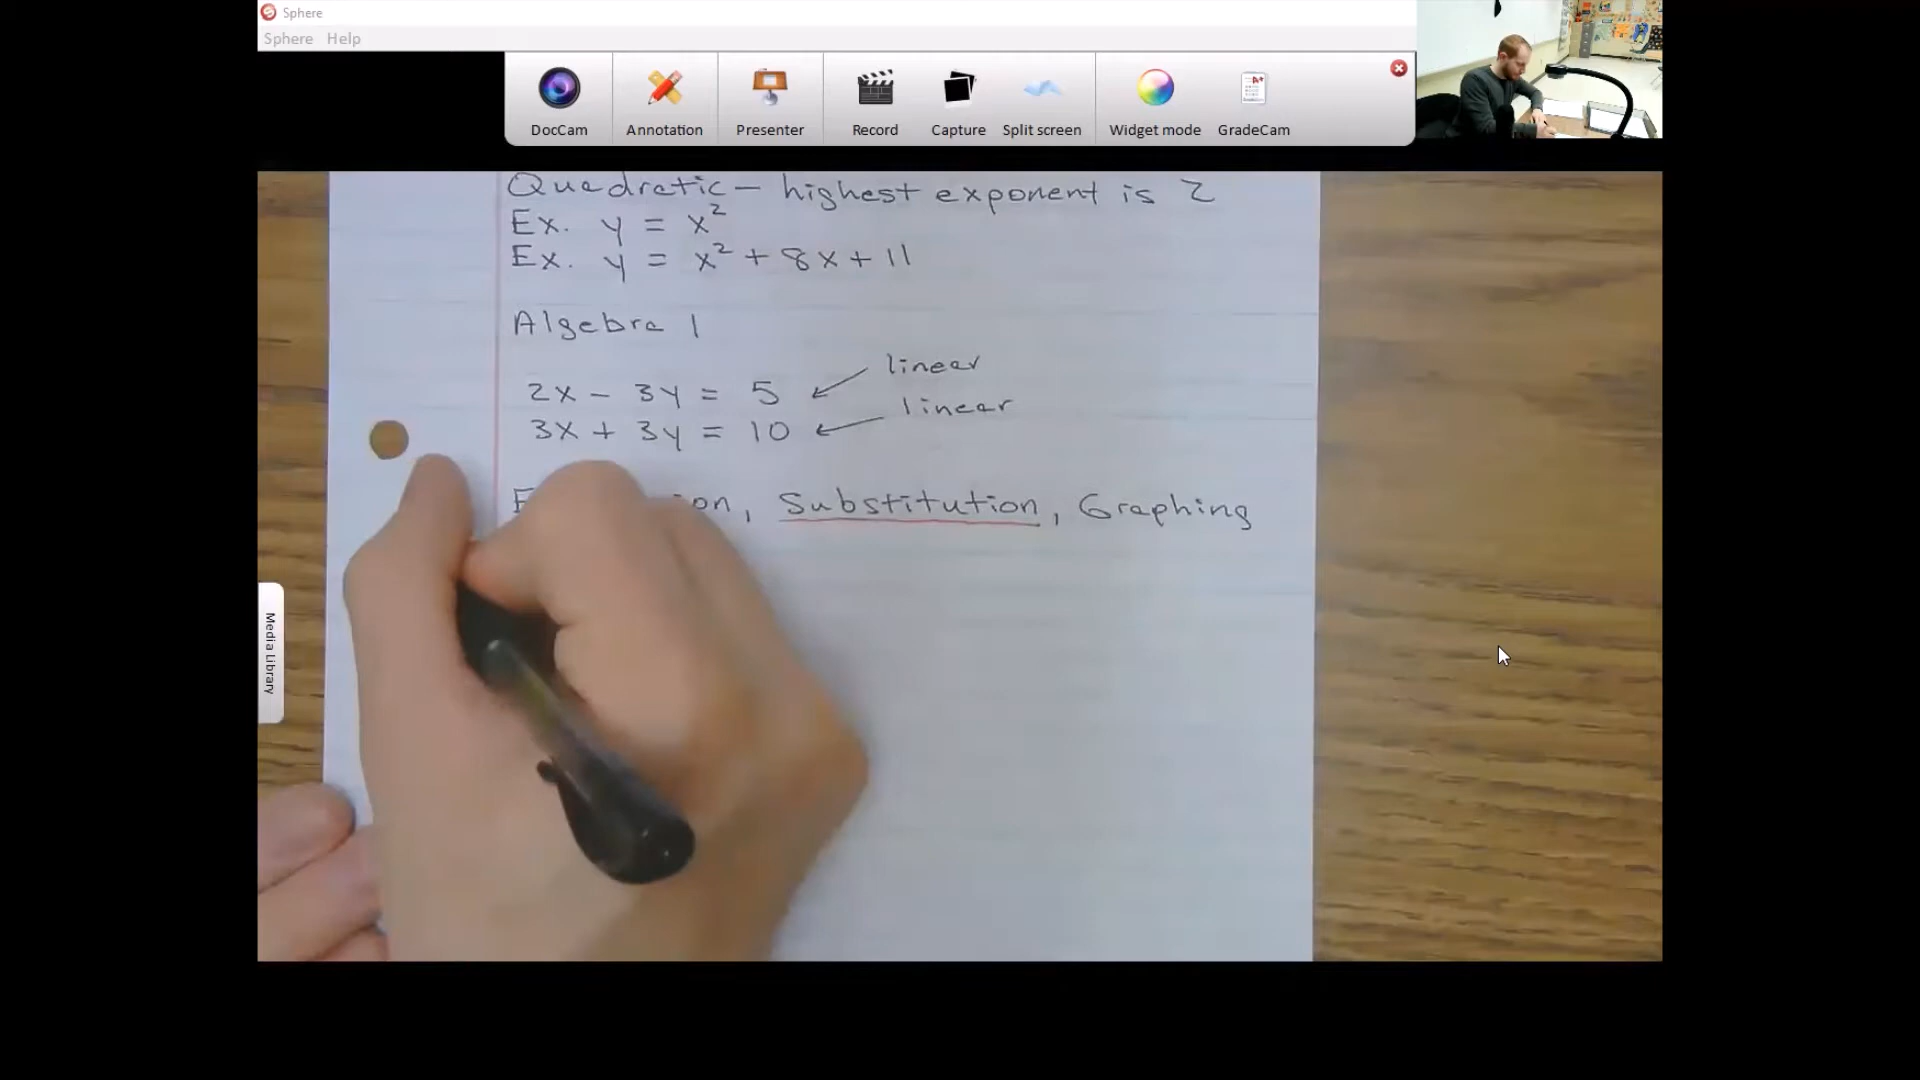 Sphere
Sphere Help
DocCam Annotation Presenter Record Capture Split screen Widget mode GradeCam
Quadratic – highest exponent is 2
Ex. y = x²
Ex. y = x² + 8x + 11
Algebra 1
2x - 3y = 5 linear
3x + 3y = 10 linear
Substitution, Graphing
Media Library